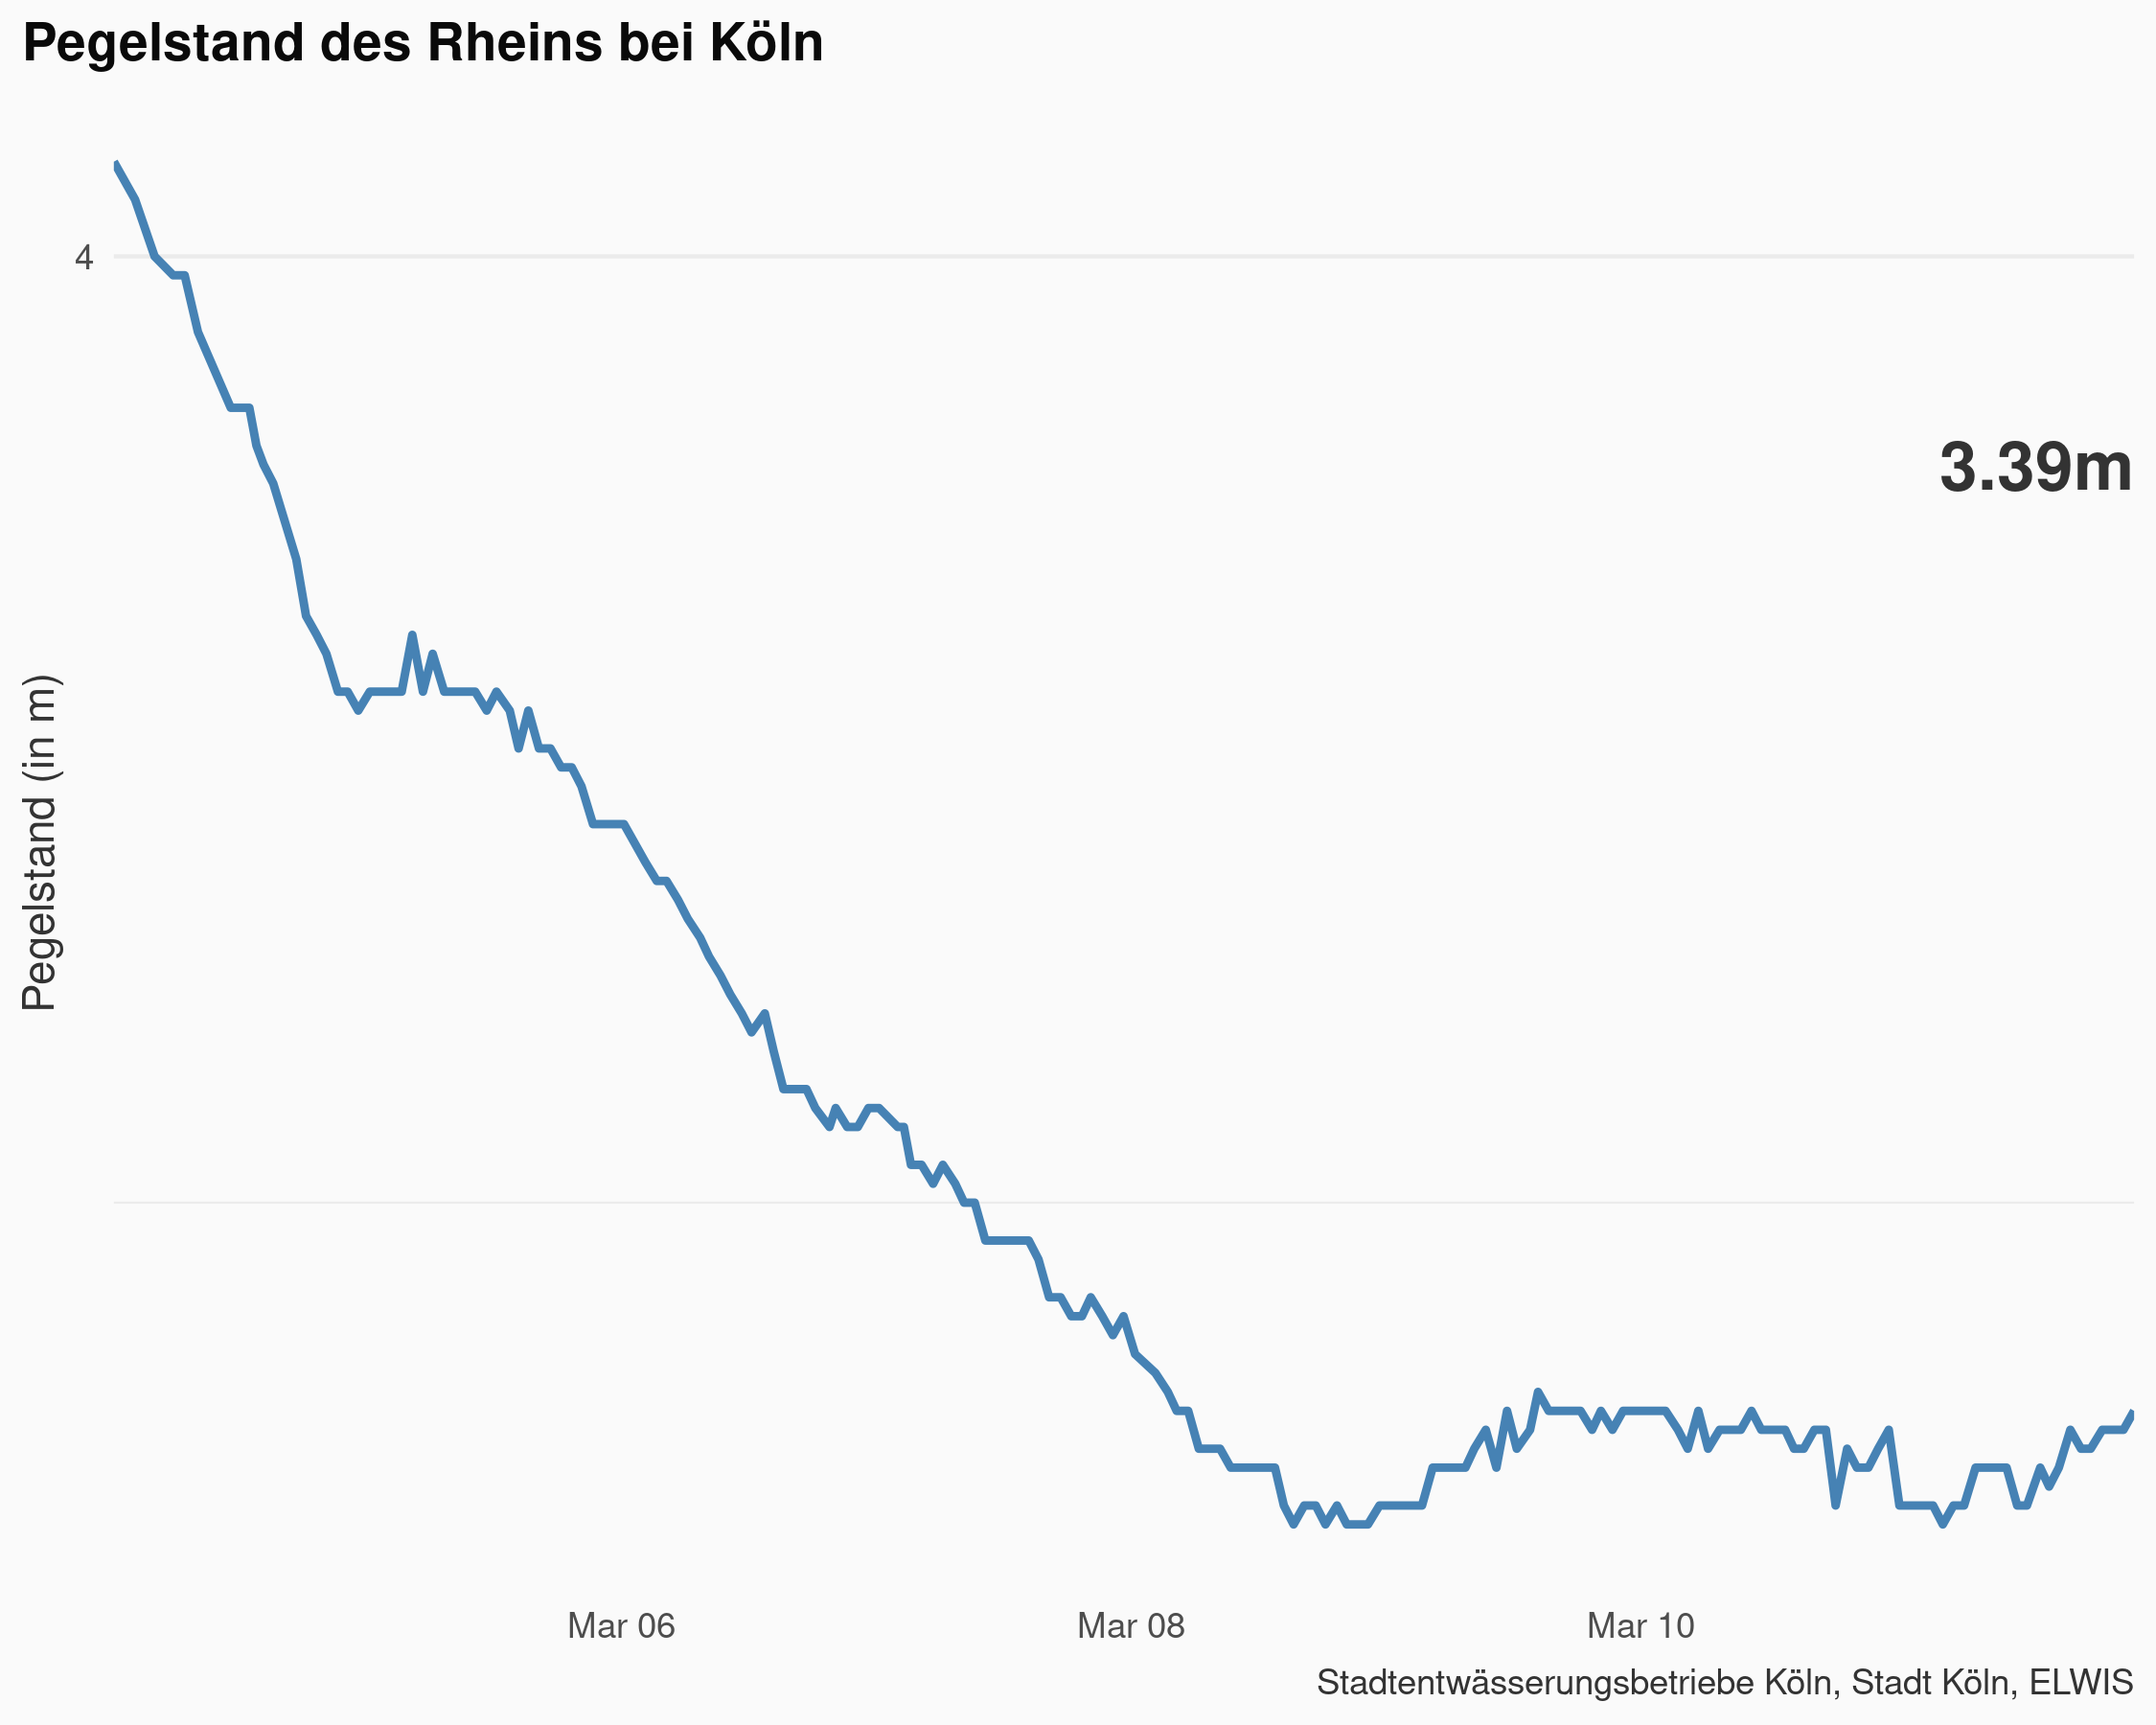 Pegelstand des Rheins bei Köln
4
3.39m
Pegelstand (in m)
Mar 06
Mar 08
Mar 10
Stadtentwässerungsbetriebe Köln, Stadt Köln, ELWIS